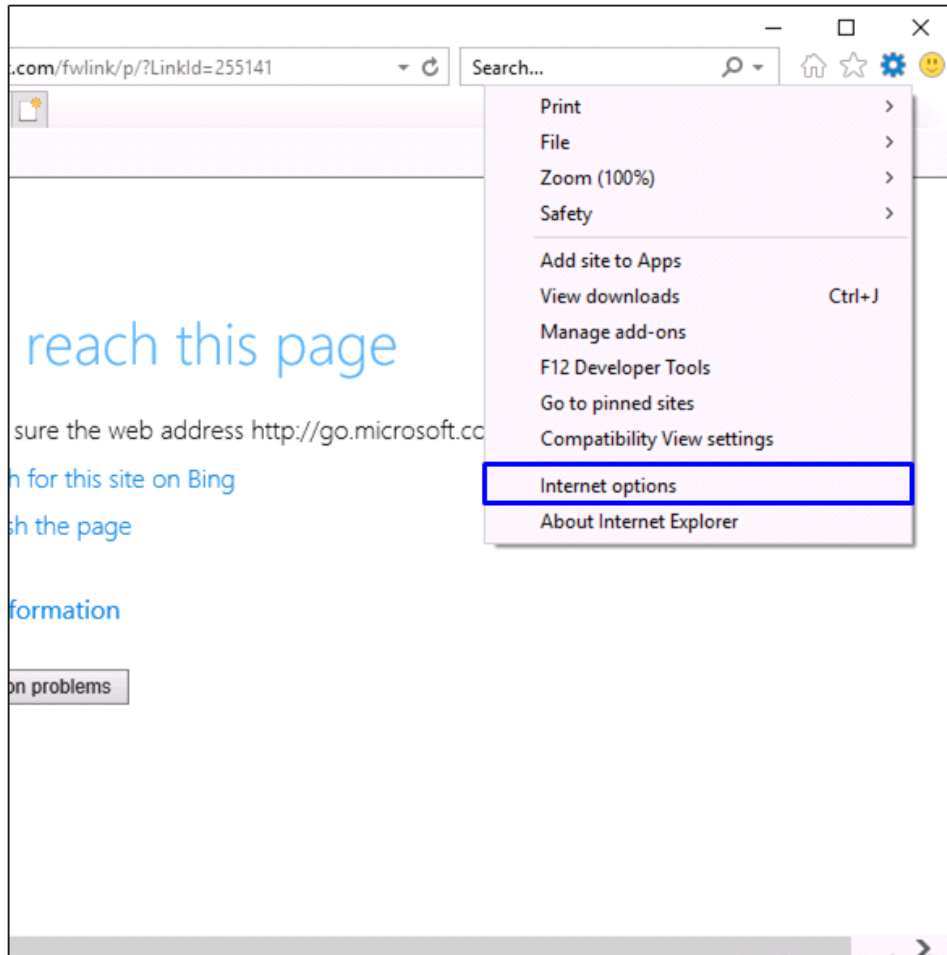 .com/fwlink/p/?LinkId=255141
Search...
Print
File
Zoom (100%)
Safety
Add site to Apps
View downloads Ctrl+J
Manage add-ons
F12 Developer Tools
Go to pinned sites
Compatibility View settings
Internet options
About Internet Explorer
reach this page
sure the web address http://go.microsoft.co
h for this site on Bing
sh the page
formation
on problems